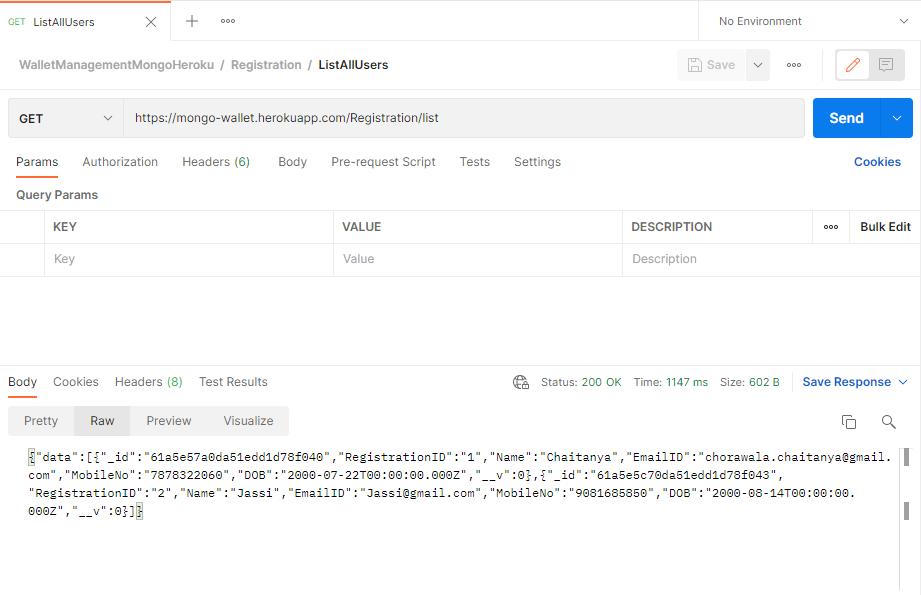 GET ListAllUsers
No Environment
WalletManagementMongoHeroku / Registration / ListAllUsers
Save
GET https://mongo-wallet.herokuapp.com/Registration/list
Send
Params Authorization Headers (6) Body Pre-request Script Tests Settings Cookies
Query Params
KEY VALUE DESCRIPTION Bulk Edit
Key Value Description
Body Cookies Headers (8) Test Results Status: 200 OK Time: 1147 ms Size: 602 B Save Response
Pretty Raw Preview Visualize
{"data":[{"_id":"61a5e57a0da51edd1d78f040","RegistrationID":"1","Name":"Chaitanya","EmailID":"chorawala.chaitanya@gmail.
com","MobileNo":"7878322060","DOB":"2000-07-22T00:00:00.000Z","__v":0},{"_id":"61a5e5c70da51edd1d78f043",
"RegistrationID":"2","Name":"Jassi","EmailID":"Jassi@gmail.com","MobileNo":"9081685850","DOB":"2000-08-14T00:00:00.
000Z","__v":0}]}